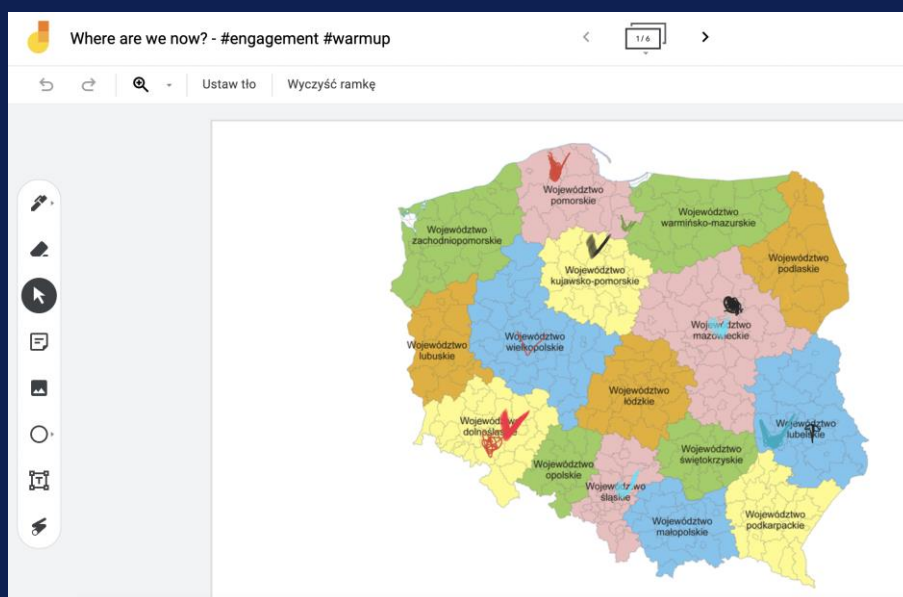 Where are we now? - #engagement #warmup
1/6
Ustaw tło
Wyczyść ramkę
Województwo
pomorskie
Województwo
warmińsko-mazurskie
Województwo
zachodniopomorskie
Województwo
podlaskie
Województwo
kujawsko-pomorskie
Województwo
mazowieckie
Województwo
wielkopolskie
Województwo
lubuskie
Województwo
łódzkie
Województwo
lubelskie
Województwo
dolnośląskie
Województwo
świętokrzyskie
Województwo
opolskie
Województwo
śląskie
Województwo
podkarpackie
Województwo
małopolskie
T